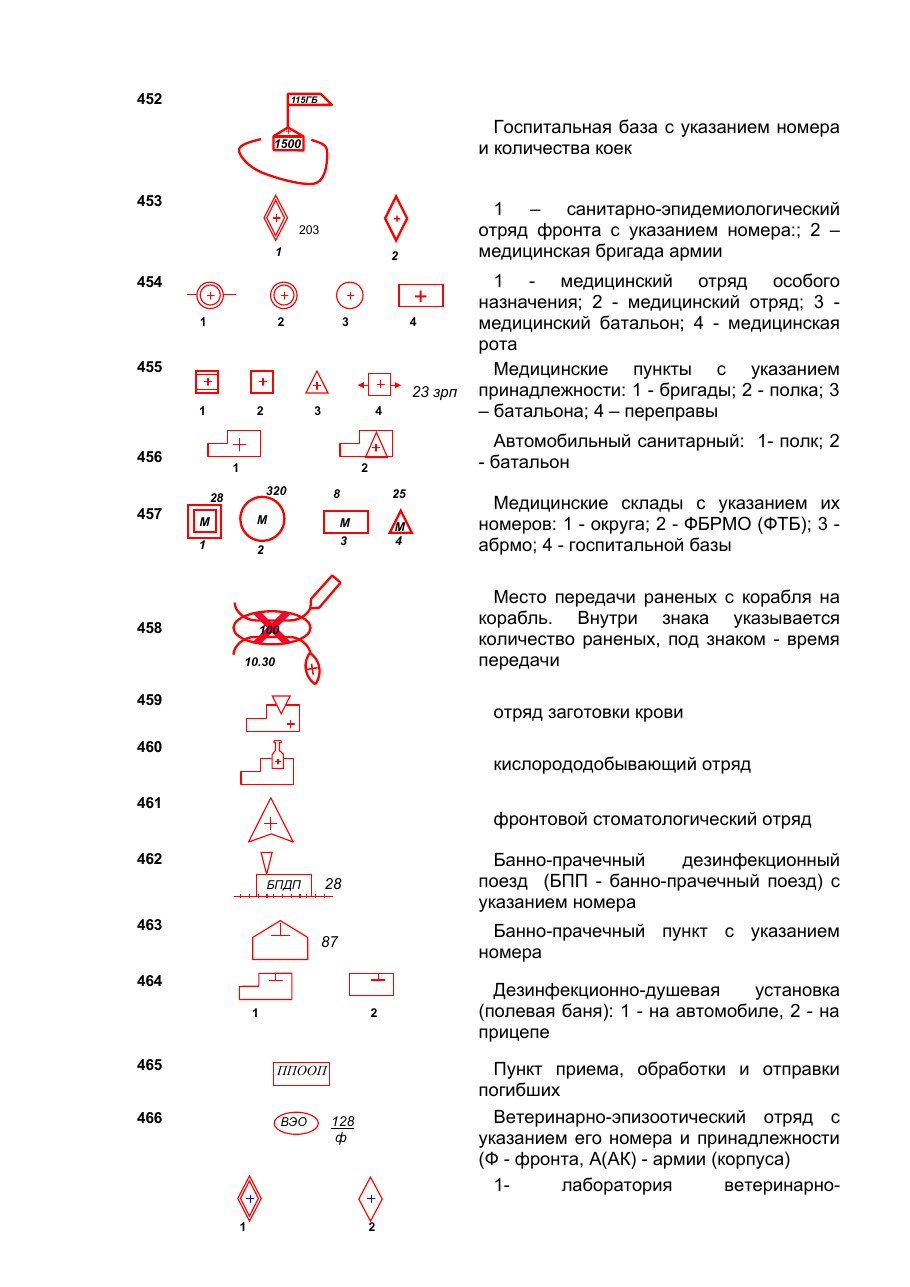 452
115ГБ
1500
Госпитальная база с указанием номера
и количества коек
453
203
1
2
1 – санитарно-эпидемиологический
отряд фронта с указанием номера:; 2 –
медицинская бригада армии
454
1 2 3 4
1 - медицинский отряд особого
назначения; 2 - медицинский отряд; 3 -
медицинский батальон; 4 - медицинская
рота
455
23 зрп
1 2 3 4
Медицинские пункты с указанием
принадлежности: 1 - бригады; 2 - полка; 3
– батальона; 4 – переправы
456
1 2
Автомобильный санитарный: 1- полк; 2
- батальон
457
28 320 8 25
М М М М
1 2 3 4
Медицинские склады с указанием их
номеров: 1 - округа; 2 - ФБРМО (ФТБ); 3 -
абрмо; 4 - госпитальной базы
458
100
10.30
Место передачи раненых с корабля на
корабль. Внутри знака указывается
количество раненых, под знаком - время
передачи
459
отряд заготовки крови
460
кислорододобывающий отряд
461
фронтовой стоматологический отряд
462
БПДП 28
Банно-прачечный дезинфекционный
поезд (БПП - банно-прачечный поезд) с
указанием номера
463
87
Банно-прачечный пункт с указанием
номера
464
1 2
Дезинфекционно-душевая установка
(полевая баня): 1 - на автомобиле, 2 - на
прицепе
465
ППООП
Пункт приема, обработки и отправки
погибших
466
ВЭО 128
ф
Ветеринарно-эпизоотический отряд с
указанием его номера и принадлежности
(Ф - фронта, А(АК) - армии (корпуса)
1 2
1- лаборатория ветеринарно-